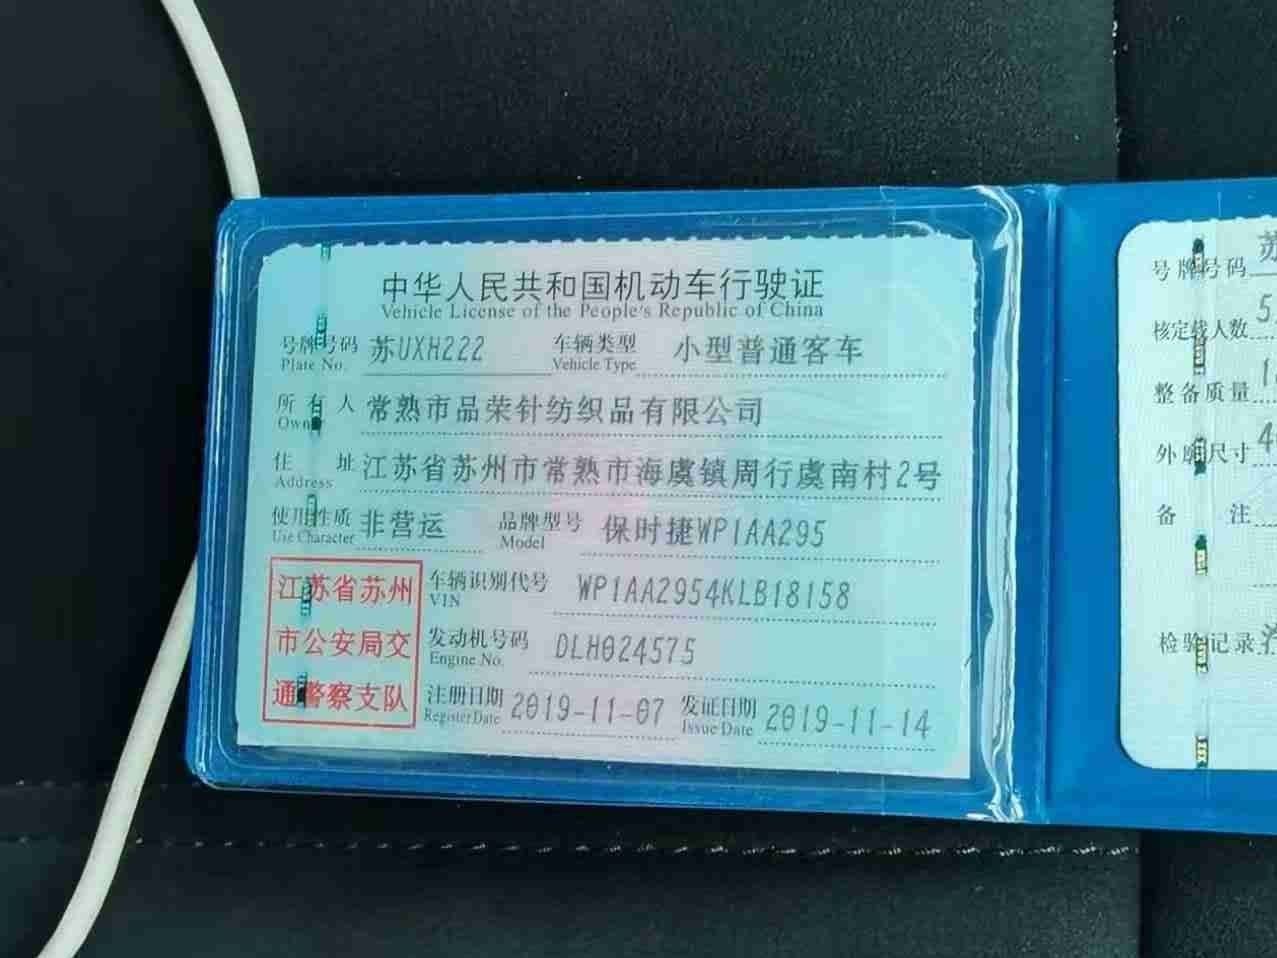 中华人民共和国机动车行驶证
Vehicle License of the People's Republic of China
号牌号码 苏UXH222 车辆类型 小型普通客车
Plate No. Vehicle Type
所有人 常熟市品荣针纺织品有限公司
Owner
住址 江苏省苏州市常熟市海虞镇周行虞南村2号
Address
使用性质 非营运 品牌型号 保时捷WP1AA295
Use Character Model
江苏省苏州
市公安局交
通警察支队
车辆识别代号 WP1AA2954KLB18158
VIN
发动机号码 DLH024575
Engine No.
注册日期 2019-11-07 发证日期 2019-11-14
Register Date Issue Date
号牌号码 苏
核定载人数 5
整备质量
外廓尺寸 4
备注
检验记录